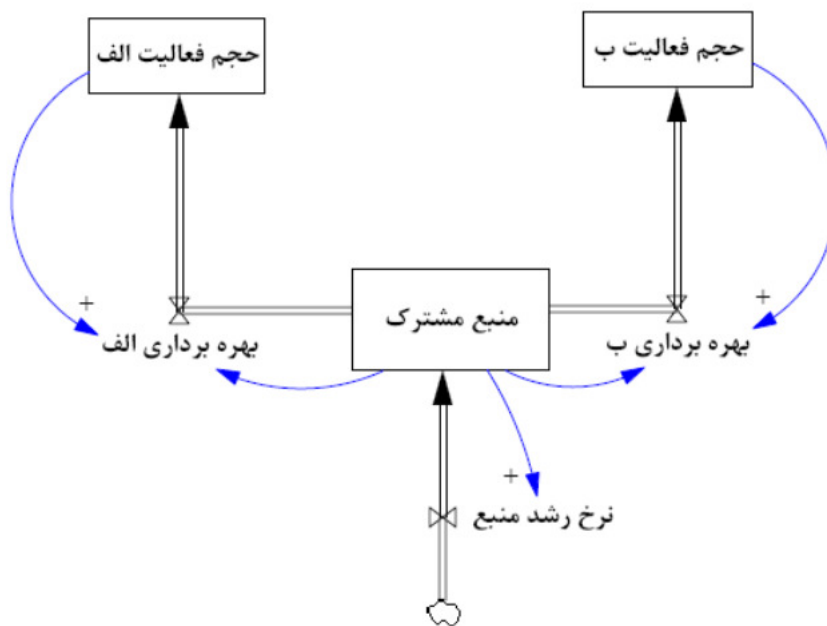 حجم فعالیت ب
حجم فعالیت الف
+
+
منبع مشترک
بهره برداری ب
بهره برداری الف
+
نرخ رشد منبع